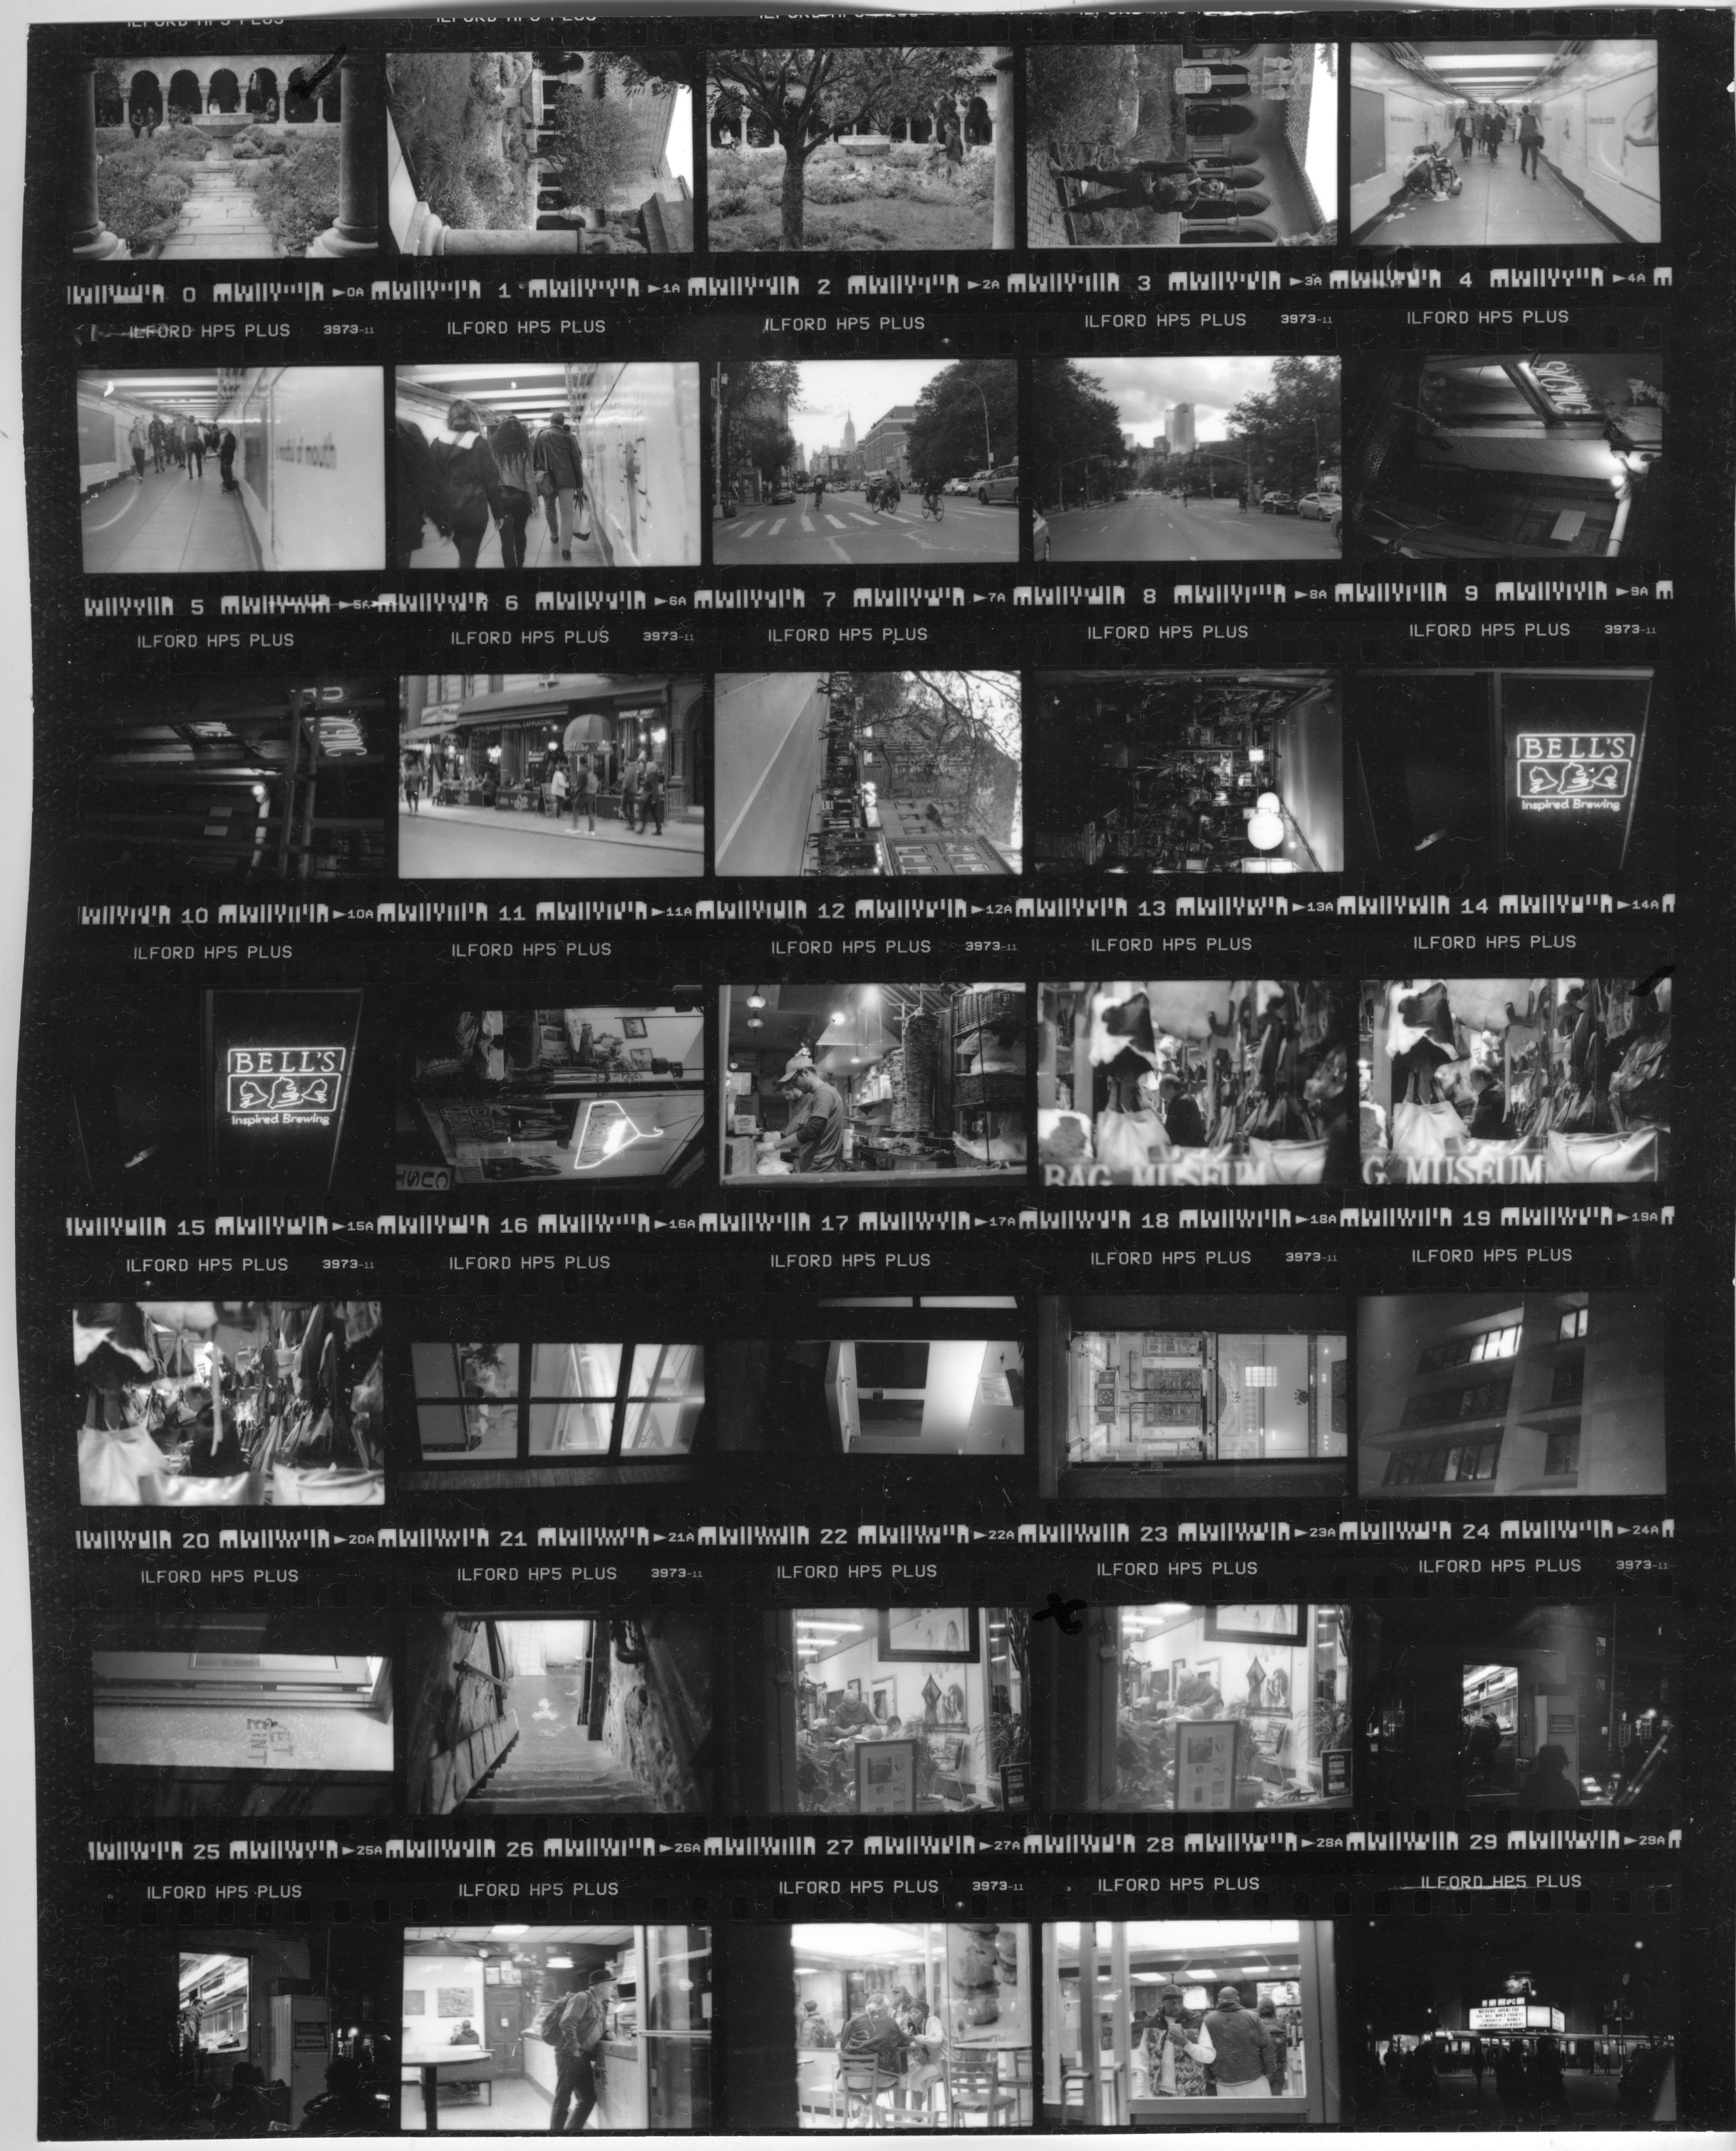 ILFORD HP5 PLUS
0 ▸0A 1 ▸1A 2 ▸2A 3 ▸3A 4 ▸4A
ILFORD HP5 PLUS 3973-11 ILFORD HP5 PLUS ILFORD HP5 PLUS ILFORD HP5 PLUS 3973-11 ILFORD HP5 PLUS
5 ▸5A 6 ▸6A 7 ▸7A 8 ▸8A 9 ▸9A
ILFORD HP5 PLUS ILFORD HP5 PLUS 3973-11 ILFORD HP5 PLUS ILFORD HP5 PLUS ILFORD HP5 PLUS 3973-11
BELL'S
Inspired Brewing
10 ▸10A 11 ▸11A 12 ▸12A 13 ▸13A 14 ▸14A
ILFORD HP5 PLUS ILFORD HP5 PLUS ILFORD HP5 PLUS 3973-11 ILFORD HP5 PLUS ILFORD HP5 PLUS
BELL'S
Inspired Brewing
BAG MUSEUM
G MUSEUM
15 ▸15A 16 ▸16A 17 ▸17A 18 ▸18A 19 ▸19A
ILFORD HP5 PLUS 3973-11 ILFORD HP5 PLUS ILFORD HP5 PLUS ILFORD HP5 PLUS 3973-11 ILFORD HP5 PLUS
20 ▸20A 21 ▸21A 22 ▸22A 23 ▸23A 24 ▸24A
ILFORD HP5 PLUS ILFORD HP5 PLUS 3973-11 ILFORD HP5 PLUS ILFORD HP5 PLUS ILFORD HP5 PLUS 3973-11
25 ▸25A 26 ▸26A 27 ▸27A 28 ▸28A 29 ▸29A
ILFORD HP5 PLUS ILFORD HP5 PLUS ILFORD HP5 PLUS 3973-11 ILFORD HP5 PLUS ILFORD HP5 PLUS